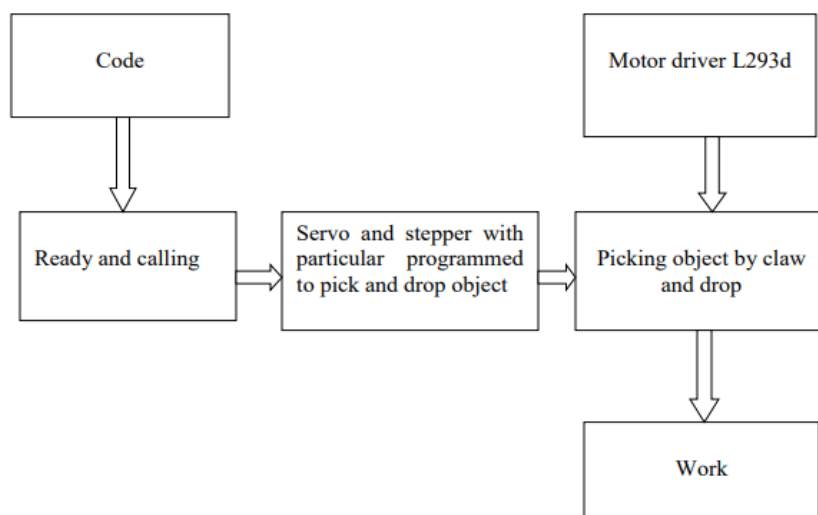 Code
Motor driver L293d
Ready and calling
Servo and stepper with
particular programmed
to pick and drop object
Picking object by claw
and drop
Work